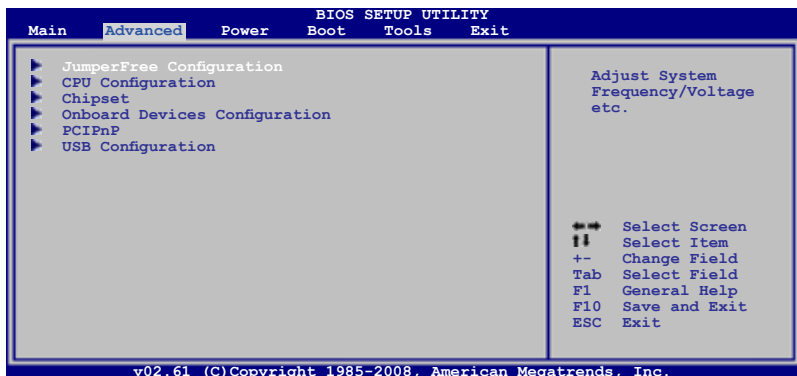 BIOS SETUP UTILITY
Main Advanced Power Boot Tools Exit
JumperFree Configuration
CPU Configuration
Chipset
Onboard Devices Configuration
PCIPnP
USB Configuration
Adjust System
Frequency/Voltage
etc.
Select Screen
Select Item
+- Change Field
Tab Select Field
F1 General Help
F10 Save and Exit
ESC Exit
v02.61 (C)Copyright 1985-2008, American Megatrends, Inc.